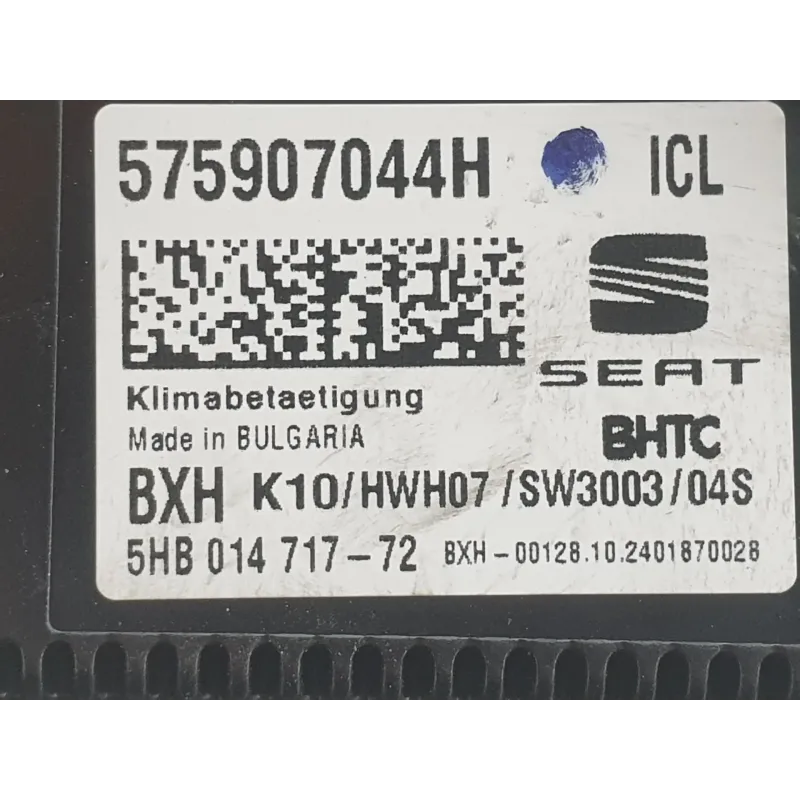 575907044H ICL
SEAT
Klimabetaetigung
Made in BULGARIA BHTC
BXH K10/HWH07/SW3003/04S
5HB 014 717-72 BXH-00128.10.2401870028